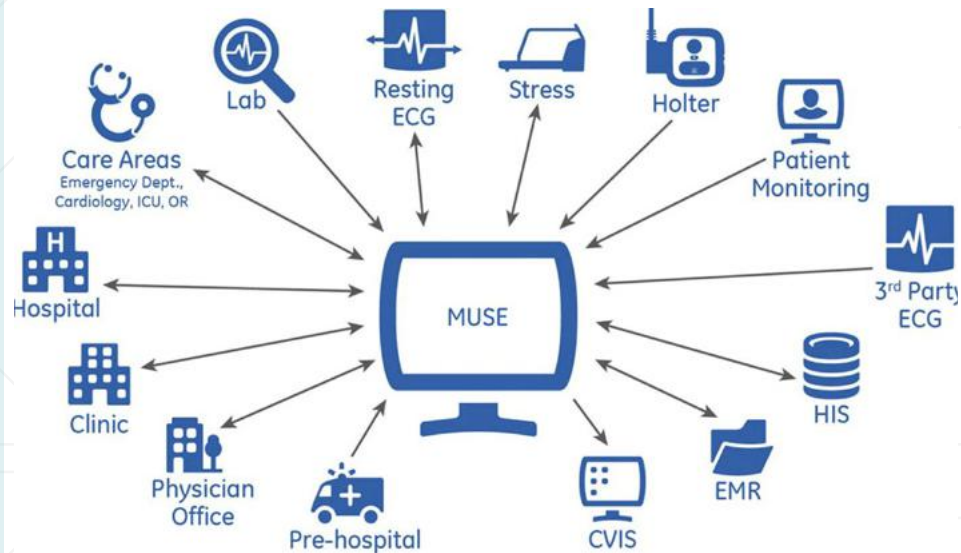 Lab
Resting
ECG
Stress
Holter
Care Areas
Emergency Dept.,
Cardiology, ICU, OR
Patient
Monitoring
H
Hospital
MUSE
3rd Party
ECG
Clinic
HIS
Physician
Office
EMR
Pre-hospital
CVIS